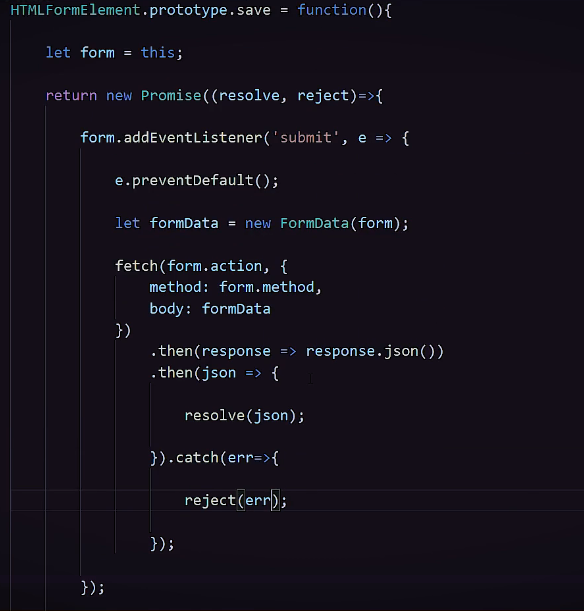 HTMLFormElement.prototype.save = function(){
let form = this;
return new Promise((resolve, reject)=>{
form.addEventListener('submit', e => {
e.preventDefault();
let formData = new FormData(form);
fetch(form.action, {
method: form.method,
body: formData
})
.then(response => response.json())
.then(json => {
resolve(json);
}).catch(err=>{
reject(err);
});
});